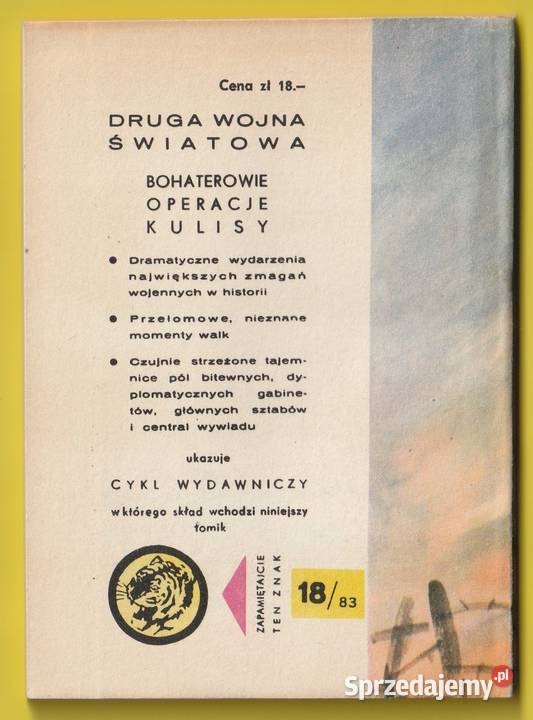 Cena zł 18.–
DRUGA WOJNA
ŚWIATOWA
BOHATEROWIE
OPERACJE
KULISY
● Dramatyczne wydarzenia
największych zmagań
wojennych w historii
● Przełomowe, nieznane
momenty walk
● Czujnie strzeżone tajem-
nice pól bitewnych, dy-
plomatycznych gabine-
tów, głównych sztabów
i central wywiadu
ukazuje
CYKL WYDAWNICZY
w którego skład wchodzi niniejszy
tomik
ZAPAMIĘTAJCIE
TEN ZNAK
18/83
Sprzedajemy.pl